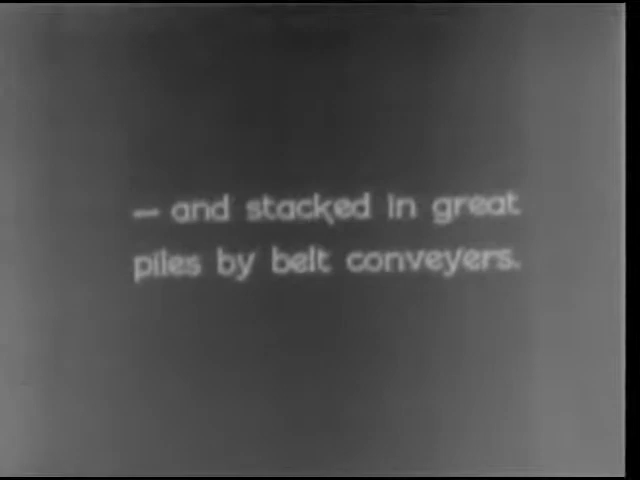 — and stacked in great
piles by belt conveyers.